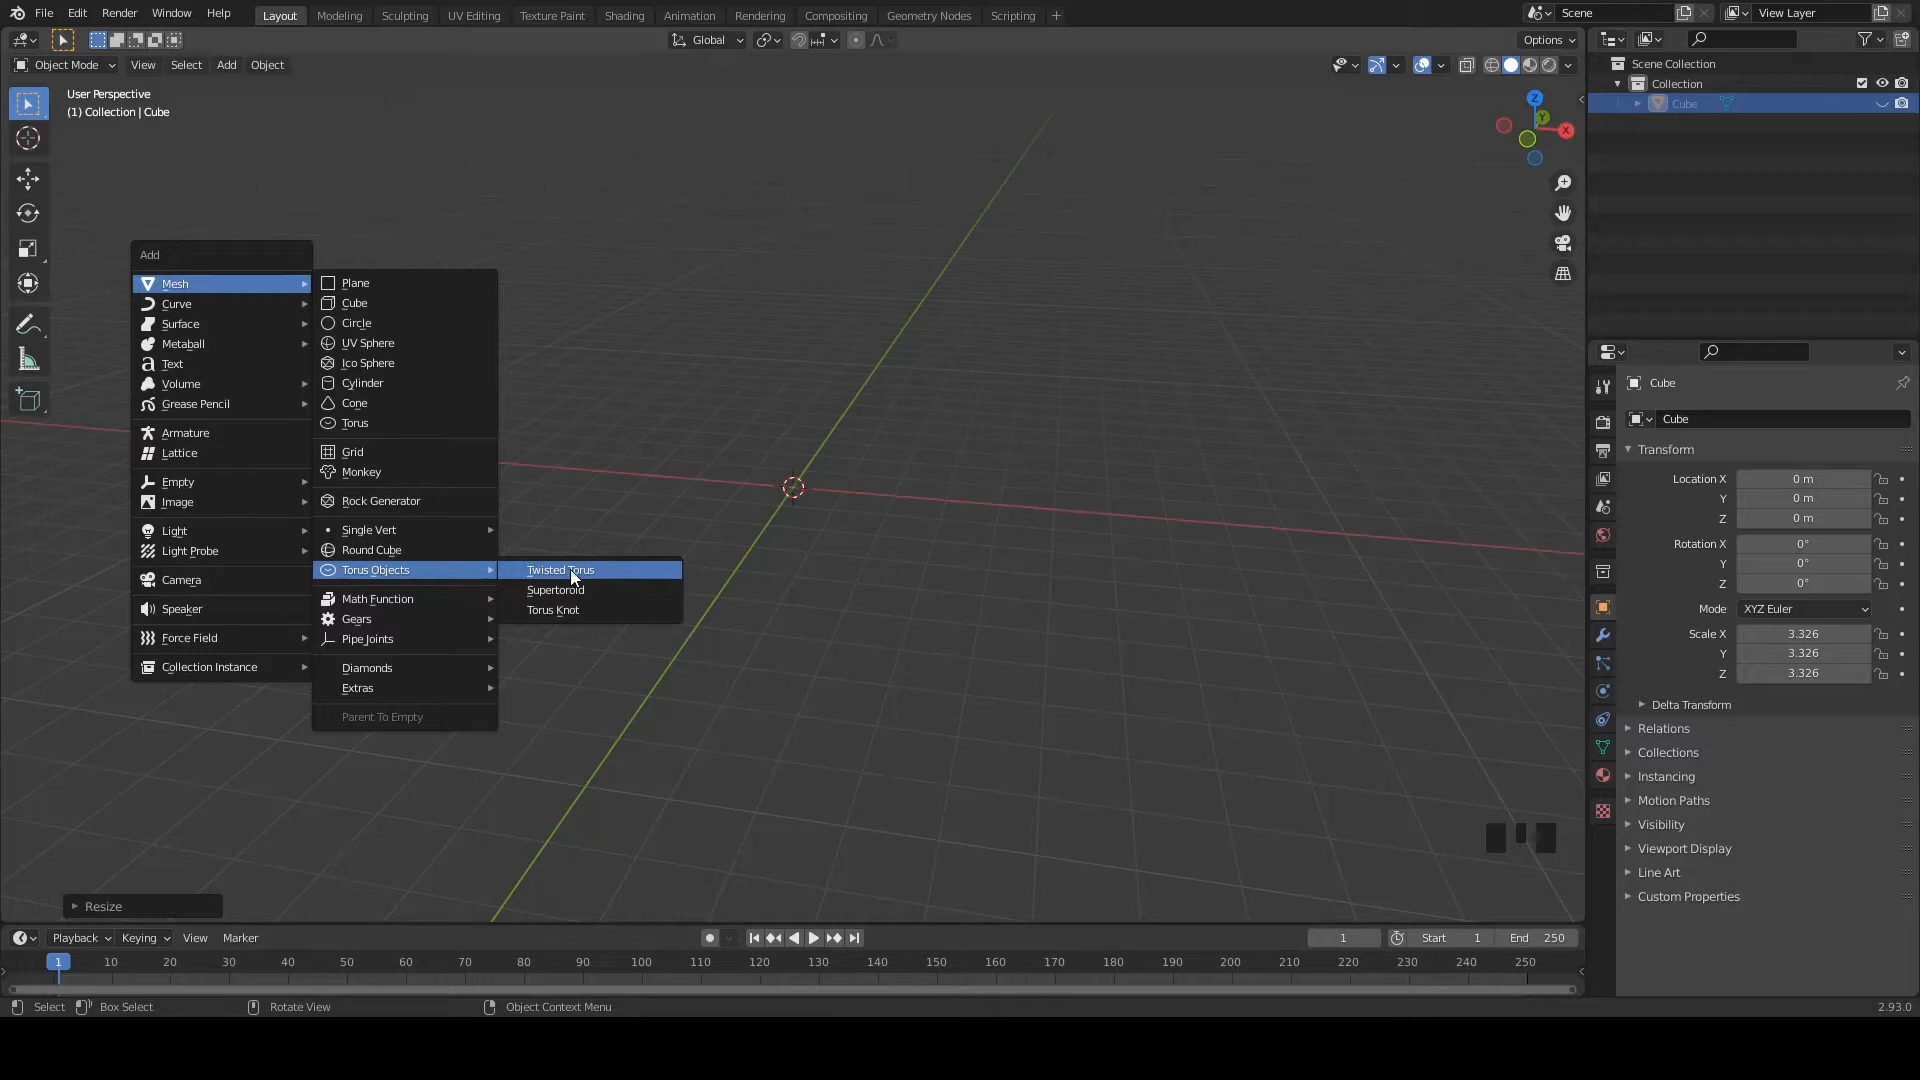 File Edit Render Window Help Layout Modeling Sculpting UV Editing Texture Paint Shading Animation Rendering Compositing Geometry Nodes Scripting + Scene View Layer
Global Options
Object Mode View Select Add Object
User Perspective
(1) Collection | Cube
Z
Y
X
Scene Collection
Collection
Cube
Add
Mesh
Curve
Surface
Metaball
Text
Volume
Grease Pencil
Armature
Lattice
Empty
Image
Light
Light Probe
Camera
Speaker
Force Field
Collection Instance
Plane
Cube
Circle
UV Sphere
Ico Sphere
Cylinder
Cone
Torus
Grid
Monkey
Rock Generator
Single Vert
Round Cube
Torus Objects
Math Function
Gears
Pipe Joints
Diamonds
Extras
Parent To Empty
Twisted Torus
Supertoroid
Torus Knot
Cube
Cube
Transform
Location X 0 m
Y 0 m
Z 0 m
Rotation X 0°
Y 0°
Z 0°
Mode XYZ Euler
Scale X 3.326
Y 3.326
Z 3.326
Delta Transform
Relations
Collections
Instancing
Motion Paths
Visibility
Viewport Display
Line Art
Custom Properties
Resize
Playback Keying View Marker 1 Start 1 End 250
1 10 20 30 40 50 60 70 80 90 100 110 120 130 140 150 160 170 180 190 200 210 220 230 240 250
Select Box Select Rotate View Object Context Menu 2.93.0